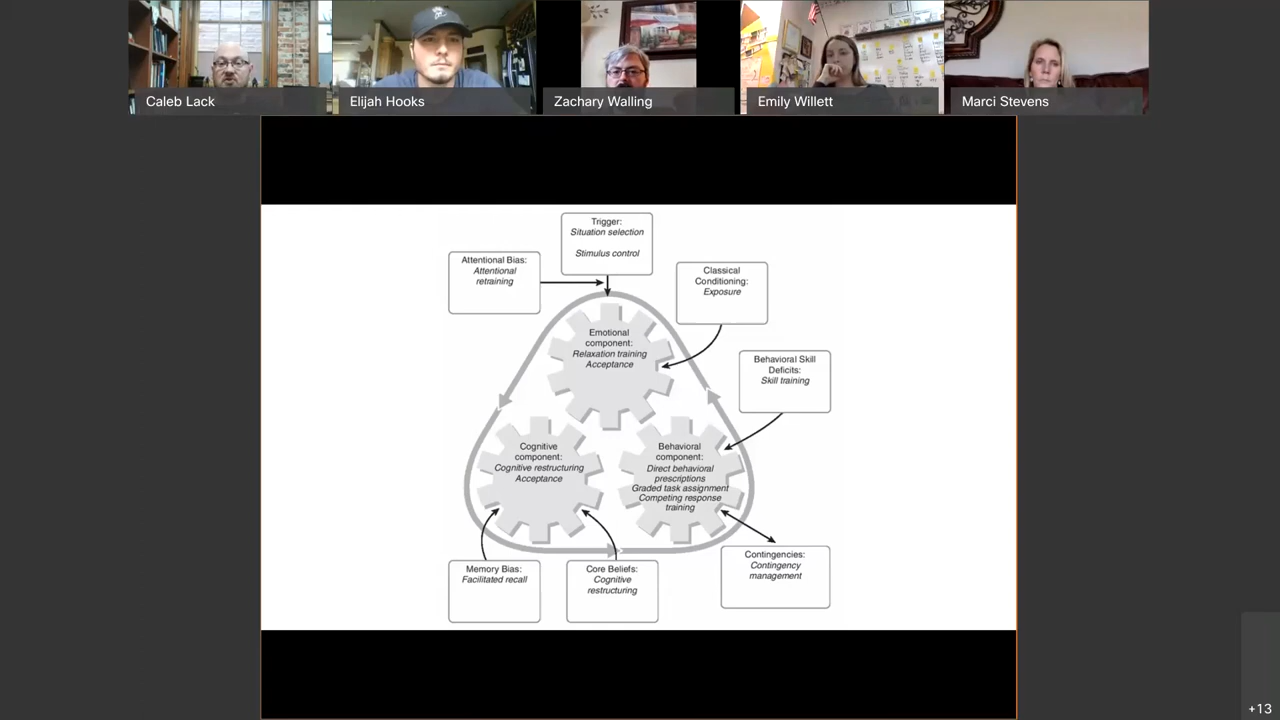 Caleb Lack
Elijah Hooks
Zachary Walling
Emily Willett
Marci Stevens
Trigger:
Situation selection
Stimulus control
Attentional Bias:
Attentional
retraining
Classical
Conditioning:
Exposure
Emotional
component:
Relaxation training
Acceptance
Behavioral Skill
Deficits:
Skill training
Cognitive
component:
Cognitive restructuring
Acceptance
Behavioral
component:
Direct behavioral
prescriptions
Graded task assignment
Competing response
training
Memory Bias:
Facilitated recall
Core Beliefs:
Cognitive
restructuring
Contingencies:
Contingency
management
+13